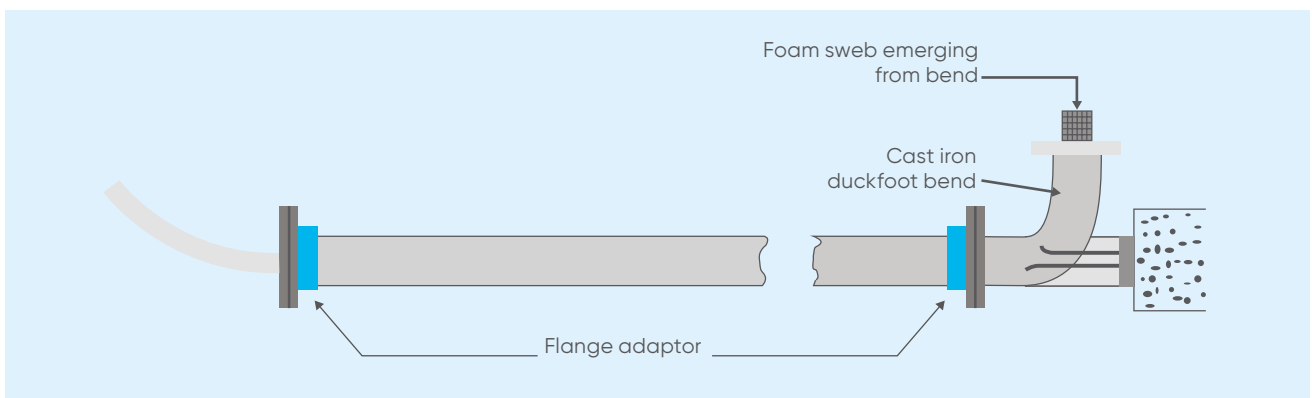 Foam sweb emerging
from bend
Cast iron
duckfoot bend
Flange adaptor